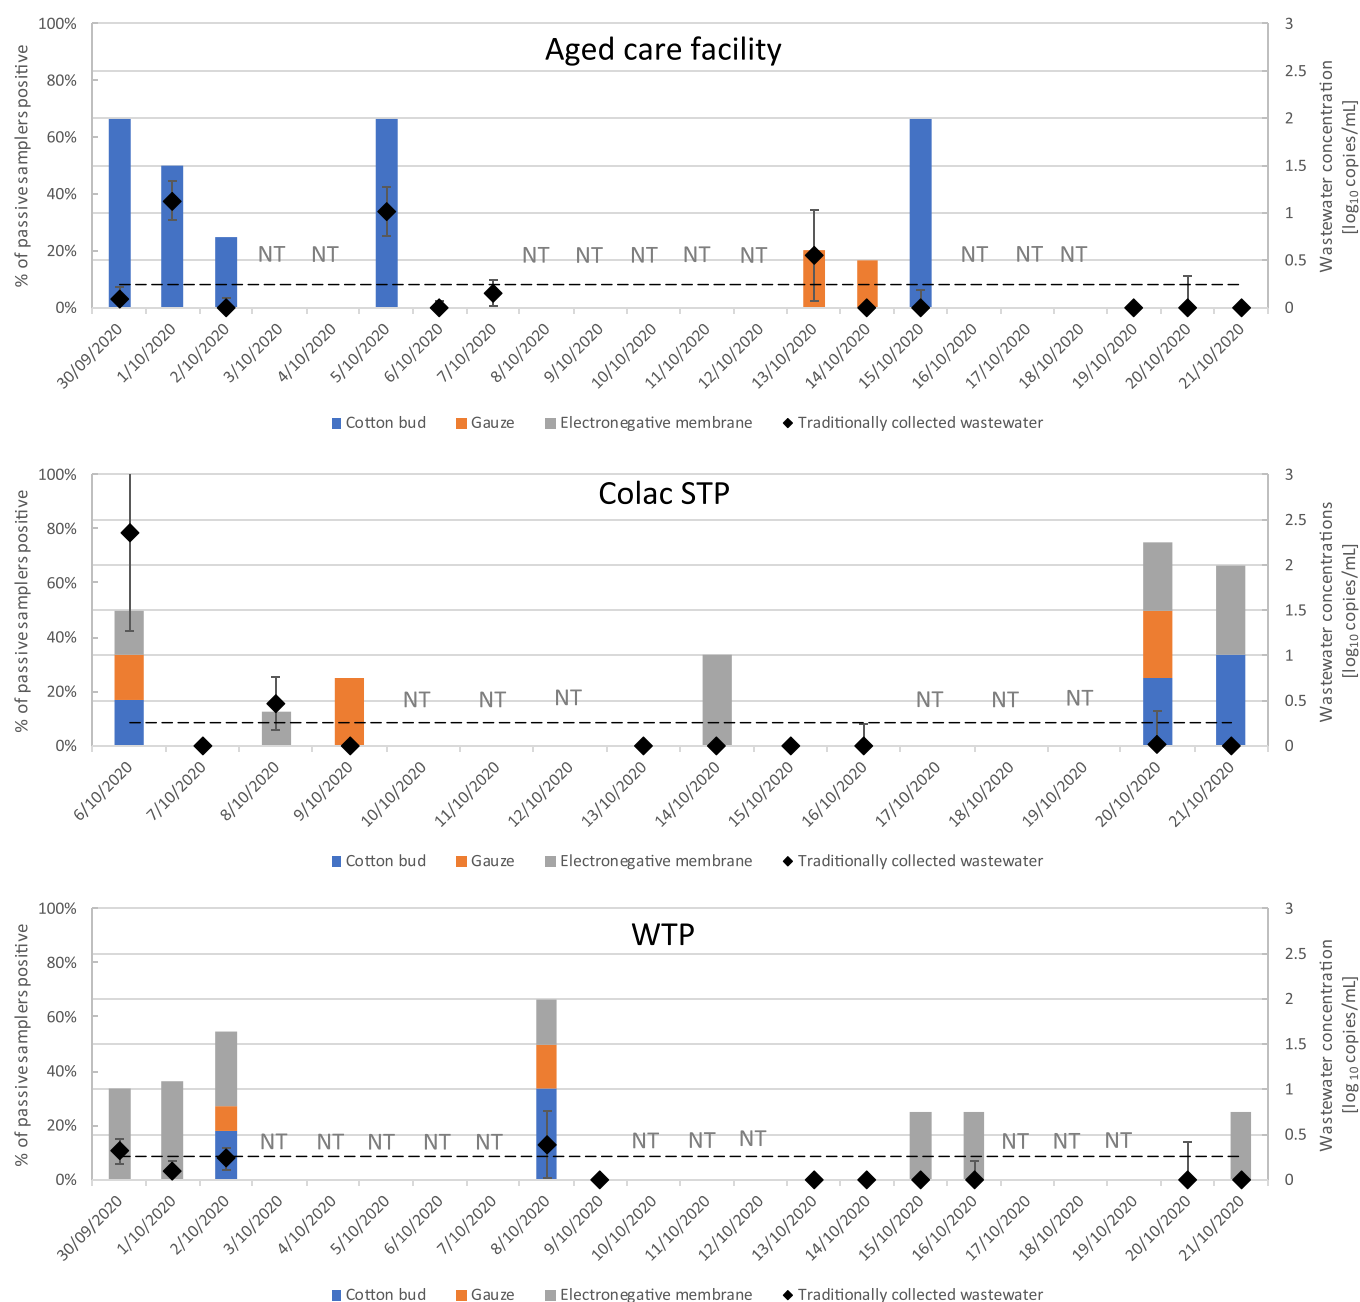 Aged care facility
% of passive samplers positive
100%
80%
60%
40%
20%
0%
3
2.5
2
1.5
1
0.5
0
Wastewater concentration
[log10 copies/mL]
NT NT NT NT NT NT NT NT NT NT
30/09/2020 1/10/2020 2/10/2020 3/10/2020 4/10/2020 5/10/2020 6/10/2020 7/10/2020 8/10/2020 9/10/2020 10/10/2020 11/10/2020 12/10/2020 13/10/2020 14/10/2020 15/10/2020 16/10/2020 17/10/2020 18/10/2020 19/10/2020 20/10/2020 21/10/2020
Cotton bud Gauze Electronegative membrane Traditionally collected wastewater
Colac STP
% of passive samplers positive
100%
80%
60%
40%
20%
0%
3
2.5
2
1.5
1
0.5
0
Wastewater concentrations
[log10 copies/mL]
NT NT NT NT NT NT
6/10/2020 7/10/2020 8/10/2020 9/10/2020 10/10/2020 11/10/2020 12/10/2020 13/10/2020 14/10/2020 15/10/2020 16/10/2020 17/10/2020 18/10/2020 19/10/2020 20/10/2020 21/10/2020
Cotton bud Gauze Electronegative membrane Traditionally collected wastewater
WTP
% of passive samplers positive
100%
80%
60%
40%
20%
0%
3
2.5
2
1.5
1
0.5
0
Wastewater concentration
[log10 copies/mL]
NT NT NT NT NT NT NT NT NT NT NT
30/09/2020 1/10/2020 2/10/2020 3/10/2020 4/10/2020 5/10/2020 6/10/2020 7/10/2020 8/10/2020 9/10/2020 10/10/2020 11/10/2020 12/10/2020 13/10/2020 14/10/2020 15/10/2020 16/10/2020 17/10/2020 18/10/2020 19/10/2020 20/10/2020 21/10/2020
Cotton bud Gauze Electronegative membrane Traditionally collected wastewater